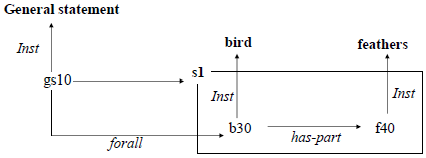 General statement
Inst
bird
feathers
gs10
s1
Inst
Inst
b30
f40
has-part
forall